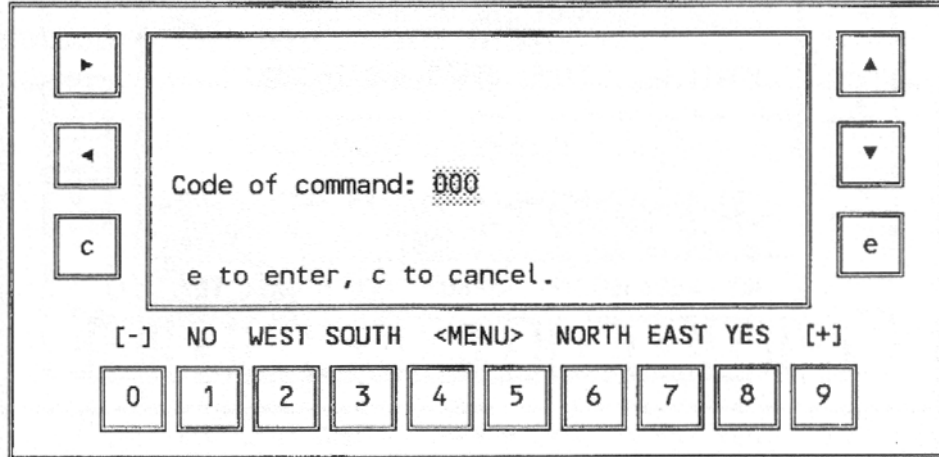 ► ▲
◄ ▼
Code of command: 000
c e
e to enter, c to cancel.
[-] NO WEST SOUTH <MENU> NORTH EAST YES [+]
0 1 2 3 4 5 6 7 8 9